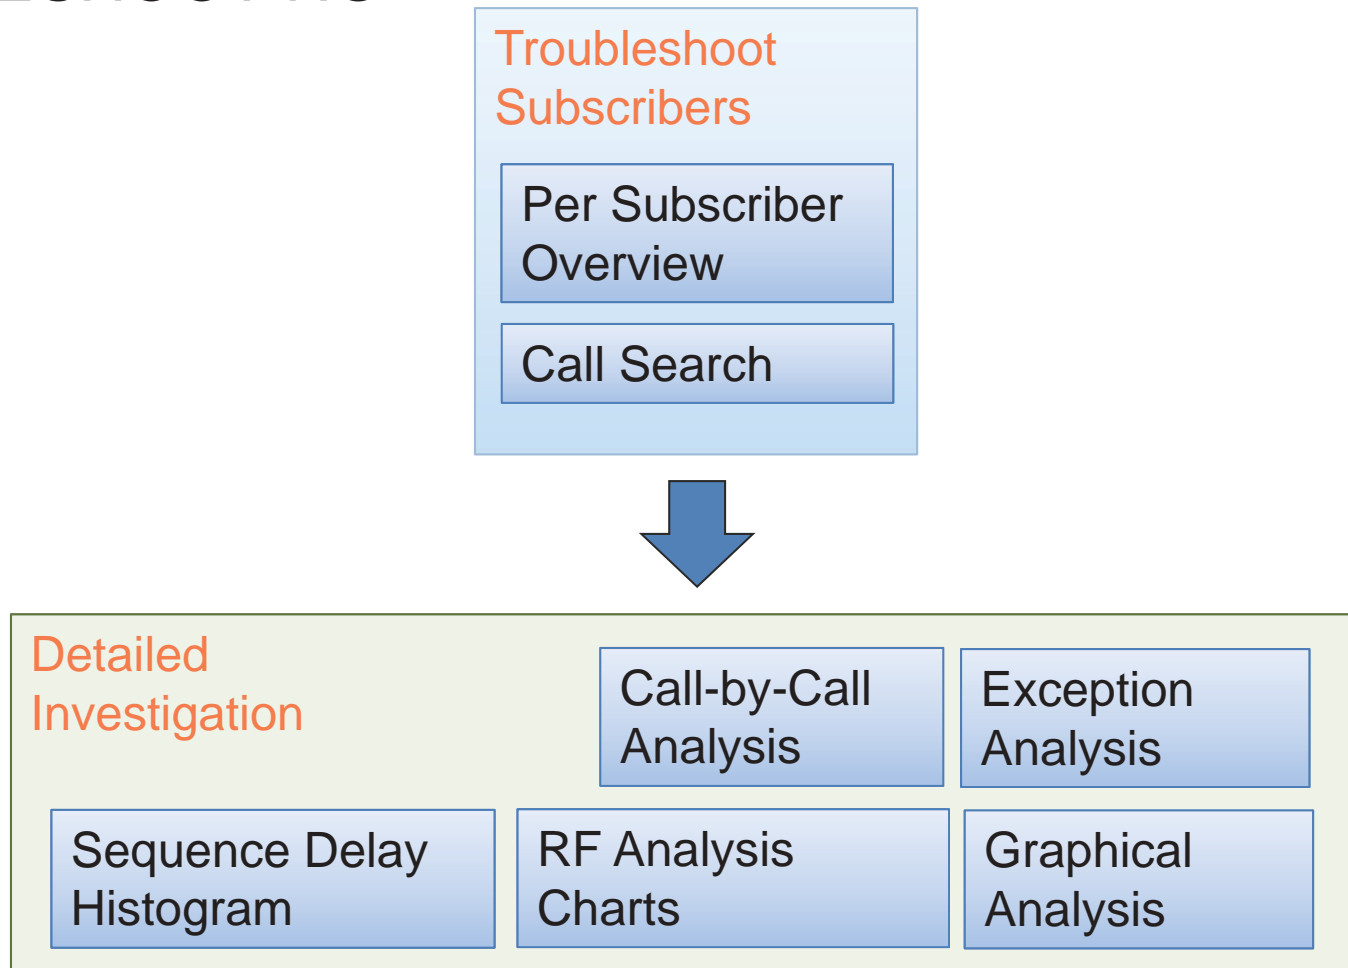 Troubleshoot
Subscribers
Per Subscriber
Overview
Call Search
Detailed
Investigation
Call-by-Call
Analysis
Exception
Analysis
Sequence Delay
Histogram
RF Analysis
Charts
Graphical
Analysis